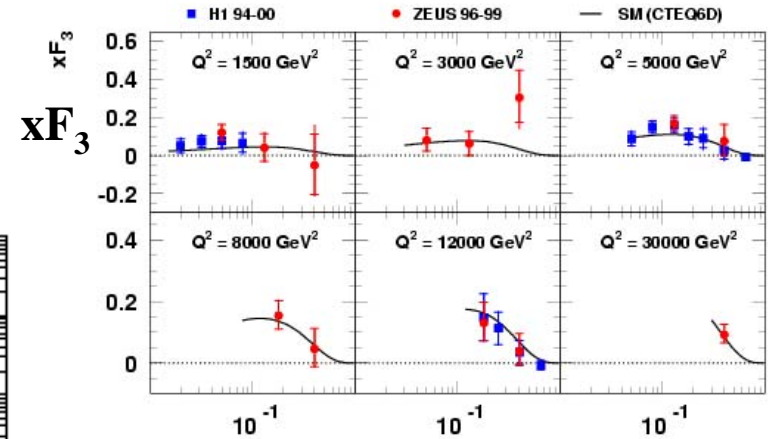 H1 94-00 ZEUS 96-99 SM (CTEQ6D)
xF₃
xF₃
0.6
0.4
0.2
0
-0.2
Q² = 1500 GeV² Q² = 3000 GeV² Q² = 5000 GeV²
0.4
0.2
0
Q² = 8000 GeV² Q² = 12000 GeV² Q² = 30000 GeV²
10⁻¹ 10⁻¹ 10⁻¹